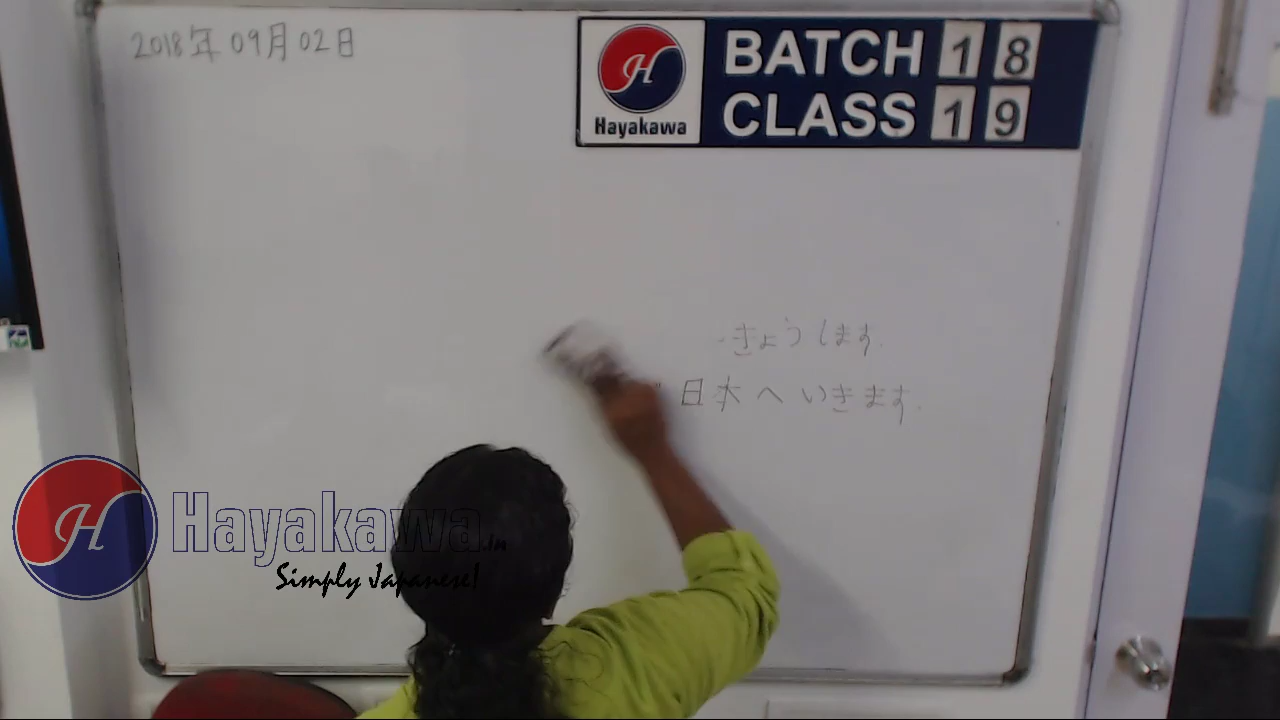 2018年09月02日
H
Hayakawa
BATCH 18
CLASS 19
きょうします.
日本へ いきます.
H
Hayakawa.in
Simply Japanese!